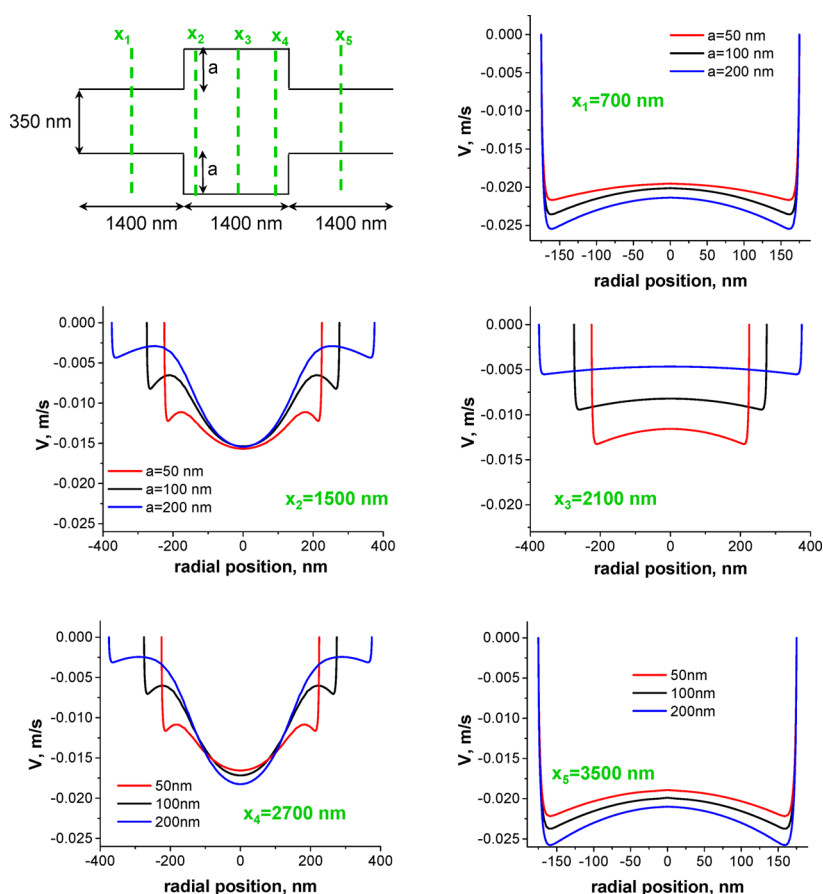 x1 x2 x3 x4 x5
a
350 nm
a
1400 nm 1400 nm 1400 nm
a=50 nm
a=100 nm
a=200 nm
x1=700 nm
V, m/s
0.000
-0.005
-0.010
-0.015
-0.020
-0.025
-150 -100 -50 0 50 100 150
radial position, nm
V, m/s
0.000
-0.005
-0.010
-0.015
-0.020
-0.025
a=50 nm
a=100 nm
a=200 nm
x2=1500 nm
-400 -200 0 200 400
radial position, nm
V, m/s
0.000
-0.005
-0.010
-0.015
-0.020
x3=2100 nm
-400 -200 0 200 400
radial position, nm
V, m/s
0.000
-0.005
-0.010
-0.015
-0.020
-0.025
50nm
100nm
200nm
x4=2700 nm
-400 -200 0 200 400
radial position, nm
V, m/s
0.000
-0.005
-0.010
-0.015
-0.020
-0.025
50nm
100nm
200nm
x5=3500 nm
-150 -100 -50 0 50 100 150
radial position, nm